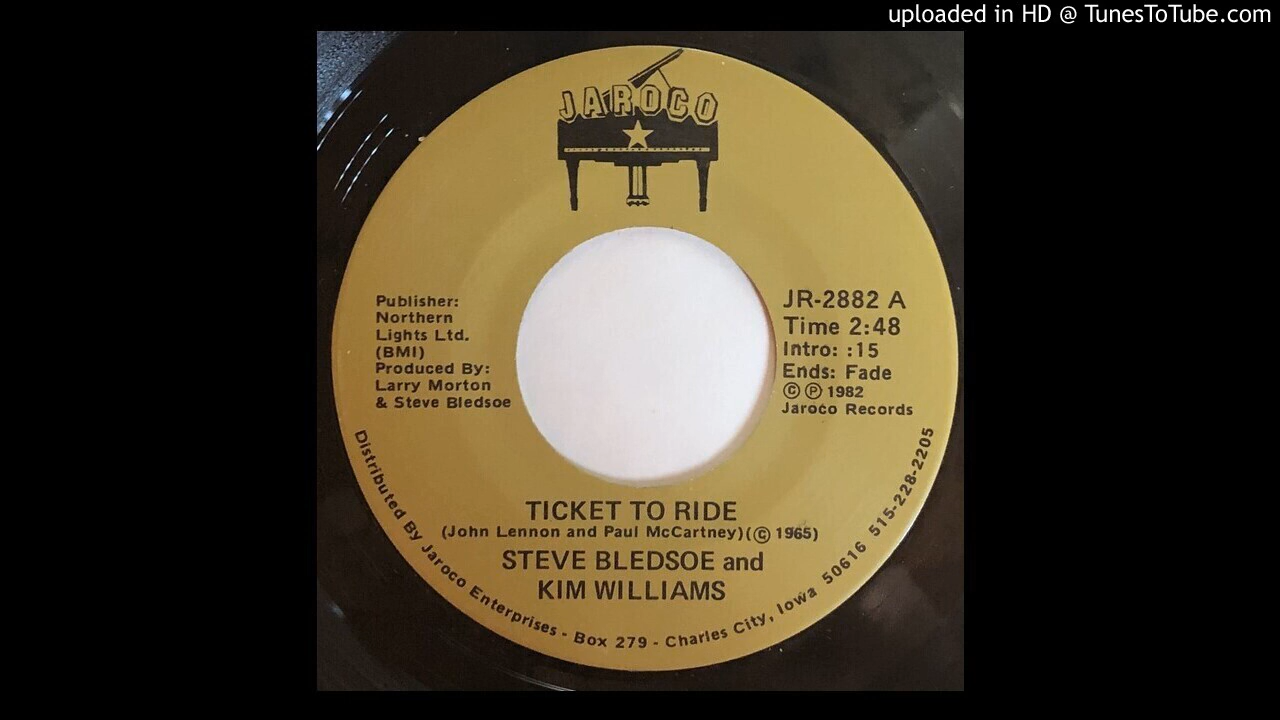 uploaded in HD @ TunesToTube.com
JAROCO
Publisher:
Northern
Lights Ltd.
(BMI)
Produced By:
Larry Morton
& Steve Bledsoe
JR-2882 A
Time 2:48
Intro: :15
Ends: Fade
© ℗ 1982
Jaroco Records
TICKET TO RIDE
(John Lennon and Paul McCartney)(© 1965)
STEVE BLEDSOE and
KIM WILLIAMS
Distributed By Jaroco Enterprises - Box 279 - Charles City, Iowa 50616 515-228-2205